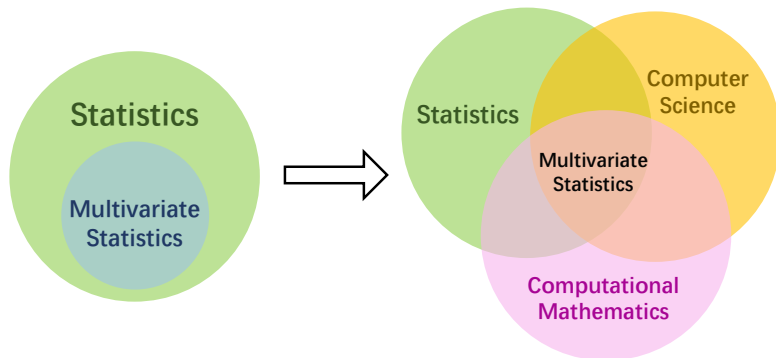 Statistics
Multivariate
Statistics
Statistics
Computer
Science
Multivariate
Statistics
Computational
Mathematics